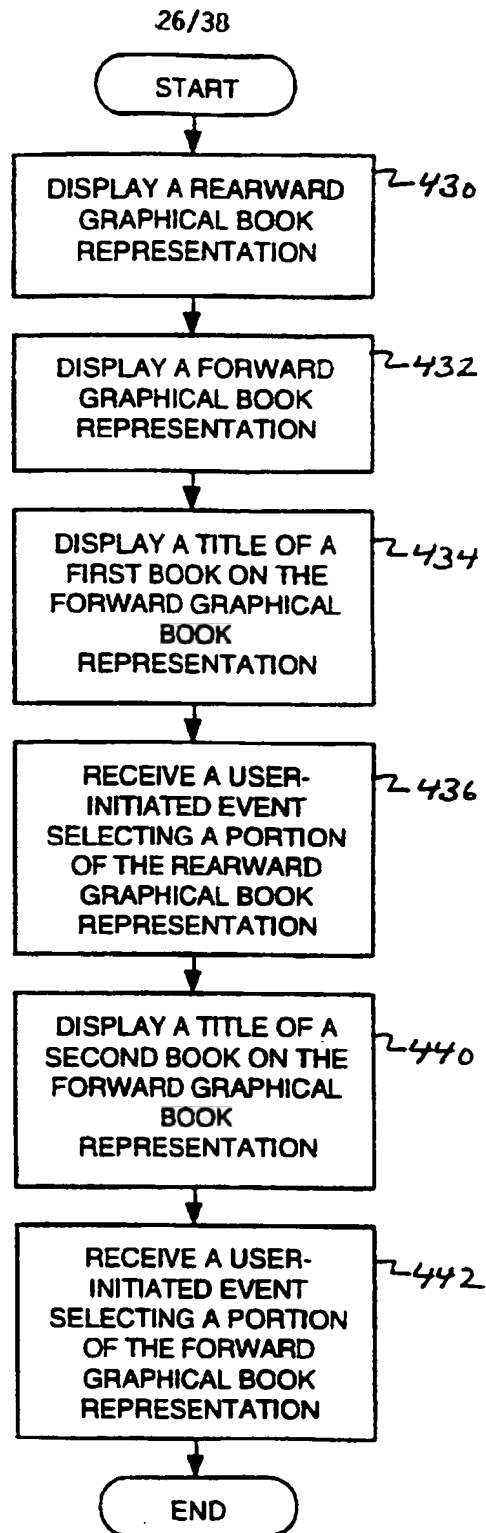 26/38
START
DISPLAY A REARWARD
GRAPHICAL BOOK
REPRESENTATION
430
DISPLAY A FORWARD
GRAPHICAL BOOK
REPRESENTATION
432
DISPLAY A TITLE OF A
FIRST BOOK ON THE
FORWARD GRAPHICAL
BOOK
REPRESENTATION
434
RECEIVE A USER-
INITIATED EVENT
SELECTING A PORTION
OF THE REARWARD
GRAPHICAL BOOK
REPRESENTATION
436
DISPLAY A TITLE OF A
SECOND BOOK ON THE
FORWARD GRAPHICAL
BOOK
REPRESENTATION
440
RECEIVE A USER-
INITIATED EVENT
SELECTING A PORTION
OF THE FORWARD
GRAPHICAL BOOK
REPRESENTATION
442
END